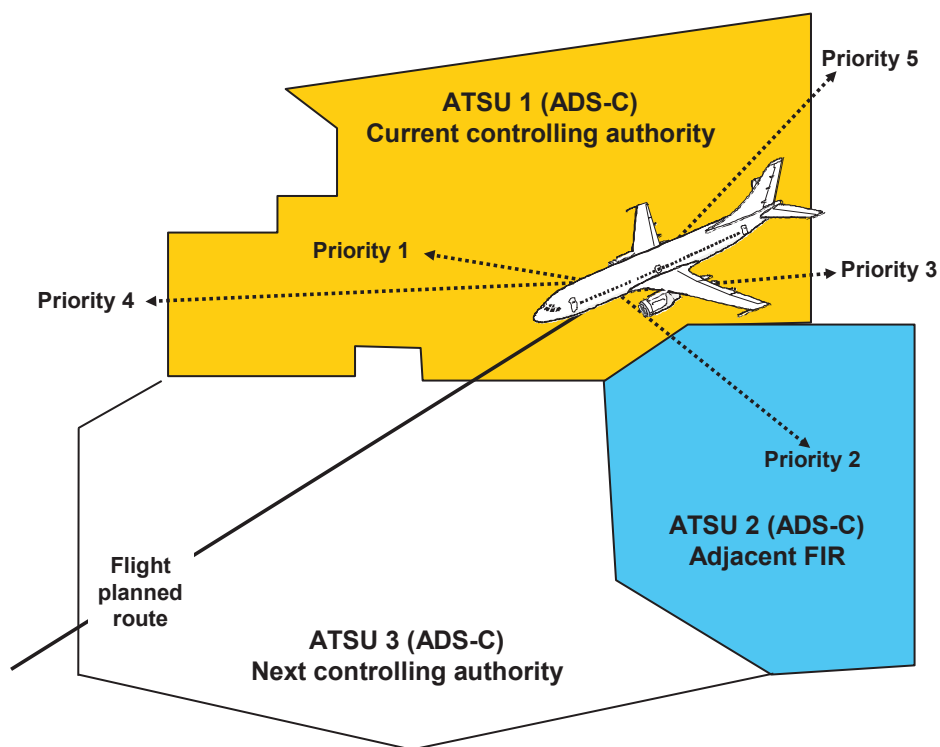 Priority 5
ATSU 1 (ADS-C)
Current controlling authority
Priority 1
Priority 3
Priority 4
Priority 2
ATSU 2 (ADS-C)
Adjacent FIR
Flight
planned
route
ATSU 3 (ADS-C)
Next controlling authority